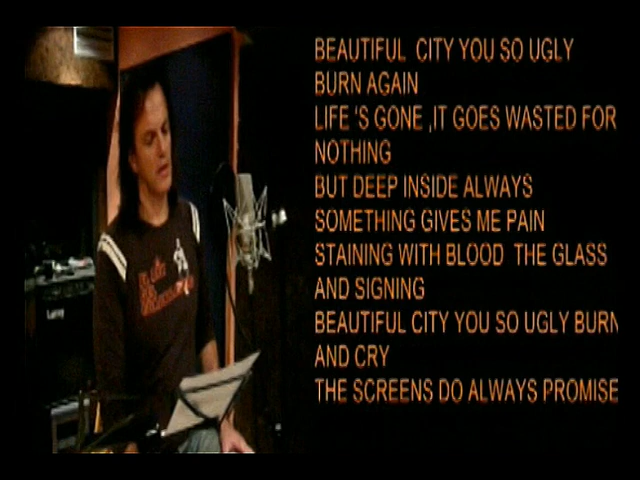 BEAUTIFUL CITY YOU SO UGLY
BURN AGAIN
LIFE 'S GONE ,IT GOES WASTED FOR
NOTHING
BUT DEEP INSIDE ALWAYS
SOMETHING GIVES ME PAIN
STAINING WITH BLOOD THE GLASS
AND SIGNING
BEAUTIFUL CITY YOU SO UGLY BURN
AND CRY
THE SCREENS DO ALWAYS PROMISE